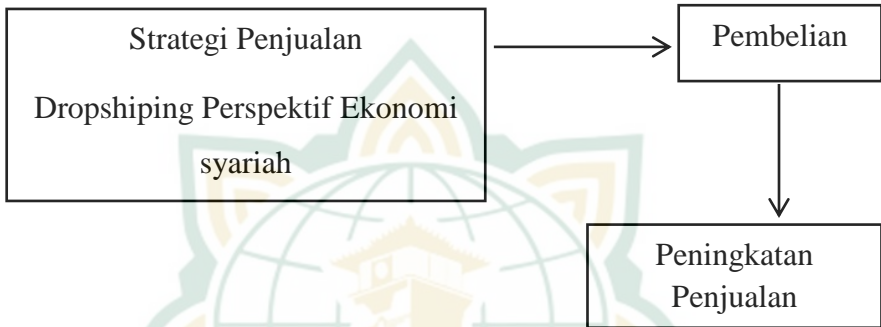 Strategi Penjualan
Dropshiping Perspektif Ekonomi
syariah
Pembelian
Peningkatan
Penjualan